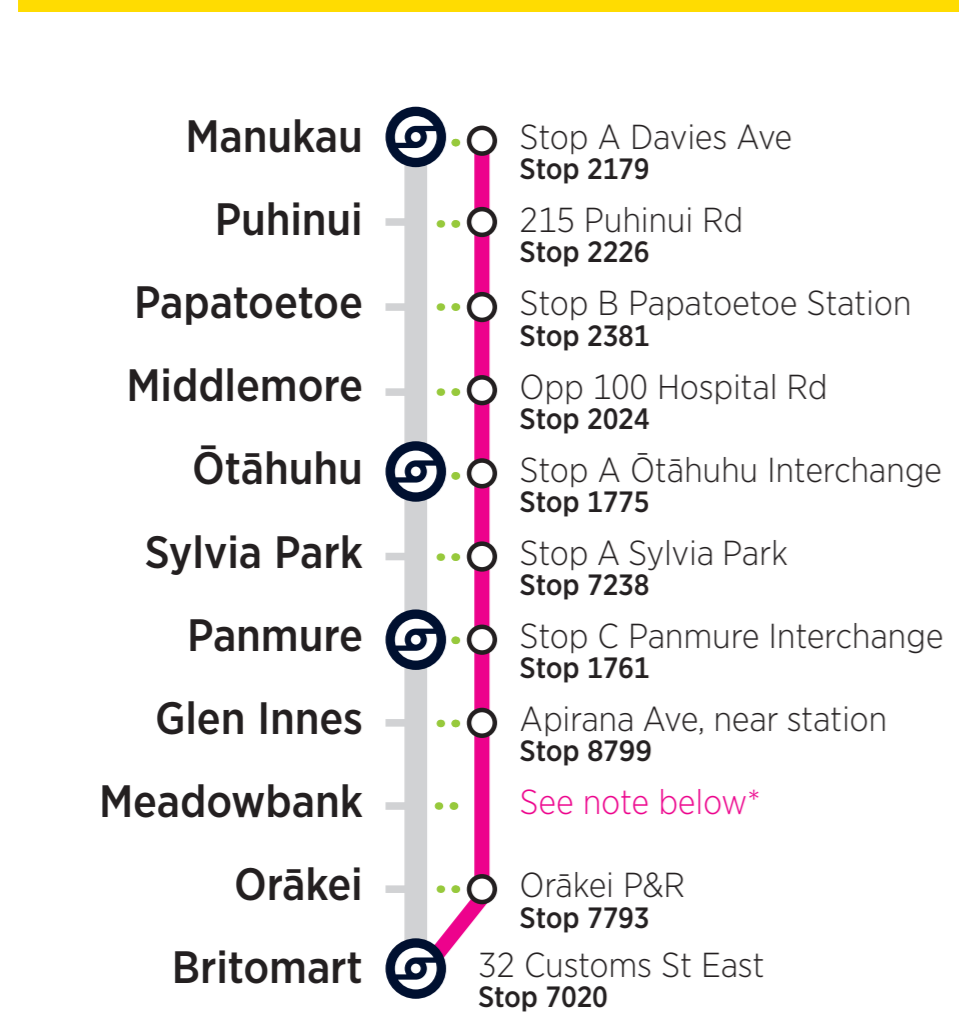 Manukau
Stop A Davies Ave
Stop 2179
Puhinui
215 Puhinui Rd
Stop 2226
Papatoetoe
Stop B Papatoetoe Station
Stop 2381
Middlemore
Opp 100 Hospital Rd
Stop 2024
Ōtāhuhu
Stop A Ōtāhuhu Interchange
Stop 1775
Sylvia Park
Stop A Sylvia Park
Stop 7238
Panmure
Stop C Panmure Interchange
Stop 1761
Glen Innes
Apirana Ave, near station
Stop 8799
Meadowbank
See note below*
Orākei
Orākei P&R
Stop 7793
Britomart
32 Customs St East
Stop 7020